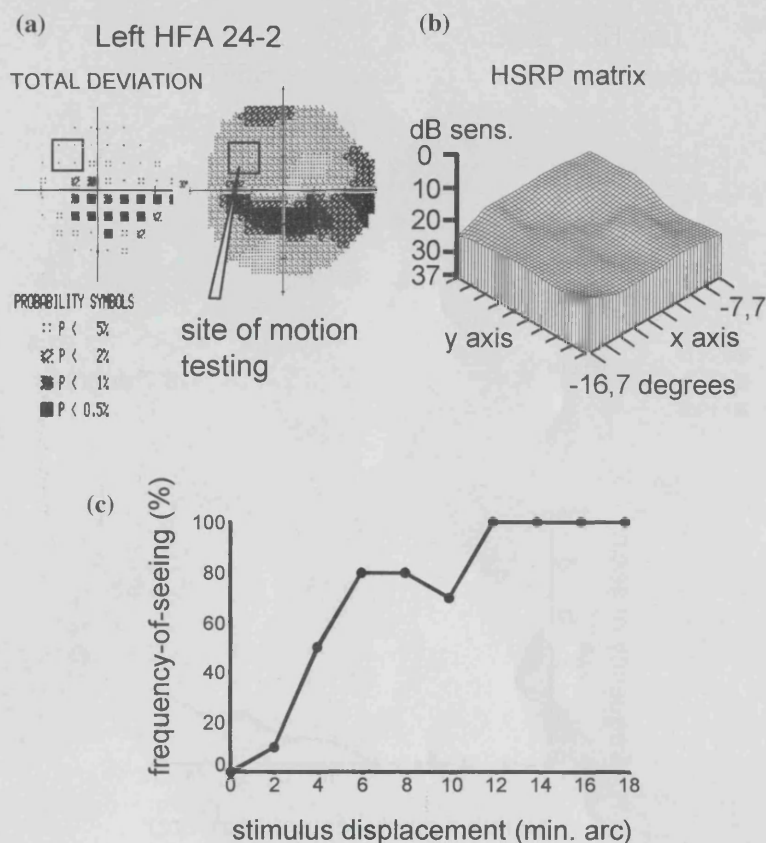 (a)
Left HFA 24-2
TOTAL DEVIATION
PROBABILITY SYMBOLS
P < 5%
P < 2%
P < 1%
P < 0.5%
site of motion
testing
(b)
HSRP matrix
dB sens.
0
10
20
30
37
y axis
x axis
-7,7
-16,7 degrees
(c)
frequency-of-seeing (%)
100
80
60
40
20
0
0 2 4 6 8 10 12 14 16 18
stimulus displacement (min. arc)